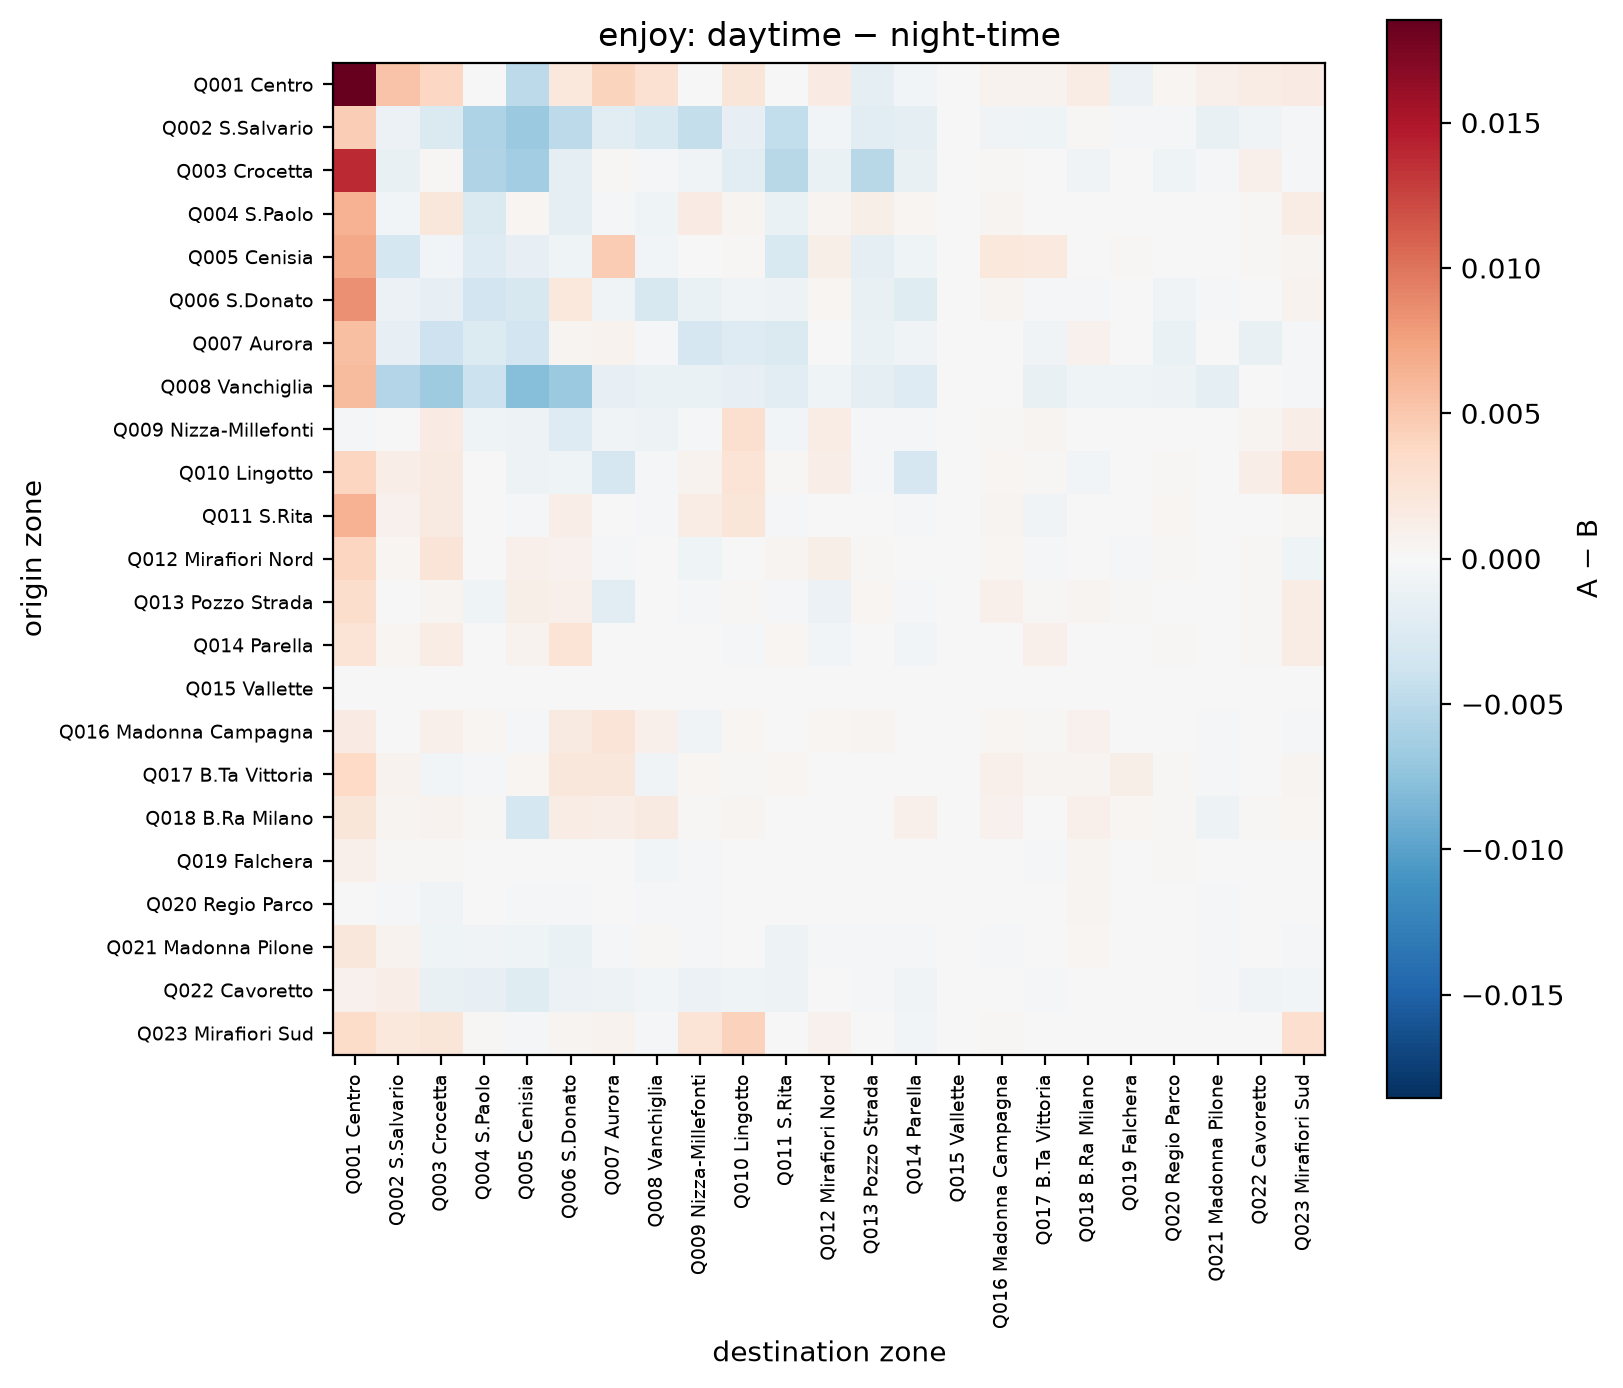 enjoy: daytime − night-time
origin zone
Q001 Centro
Q002 S.Salvario
Q003 Crocetta
Q004 S.Paolo
Q005 Cenisia
Q006 S.Donato
Q007 Aurora
Q008 Vanchiglia
Q009 Nizza-Millefonti
Q010 Lingotto
Q011 S.Rita
Q012 Mirafiori Nord
Q013 Pozzo Strada
Q014 Parella
Q015 Vallette
Q016 Madonna Campagna
Q017 B.Ta Vittoria
Q018 B.Ra Milano
Q019 Falchera
Q020 Regio Parco
Q021 Madonna Pilone
Q022 Cavoretto
Q023 Mirafiori Sud
Q001 Centro
Q002 S.Salvario
Q003 Crocetta
Q004 S.Paolo
Q005 Cenisia
Q006 S.Donato
Q007 Aurora
Q008 Vanchiglia
Q009 Nizza-Millefonti
Q010 Lingotto
Q011 S.Rita
Q012 Mirafiori Nord
Q013 Pozzo Strada
Q014 Parella
Q015 Vallette
Q016 Madonna Campagna
Q017 B.Ta Vittoria
Q018 B.Ra Milano
Q019 Falchera
Q020 Regio Parco
Q021 Madonna Pilone
Q022 Cavoretto
Q023 Mirafiori Sud
destination zone
0.015
0.010
0.005
0.000
−0.005
−0.010
−0.015
A − B